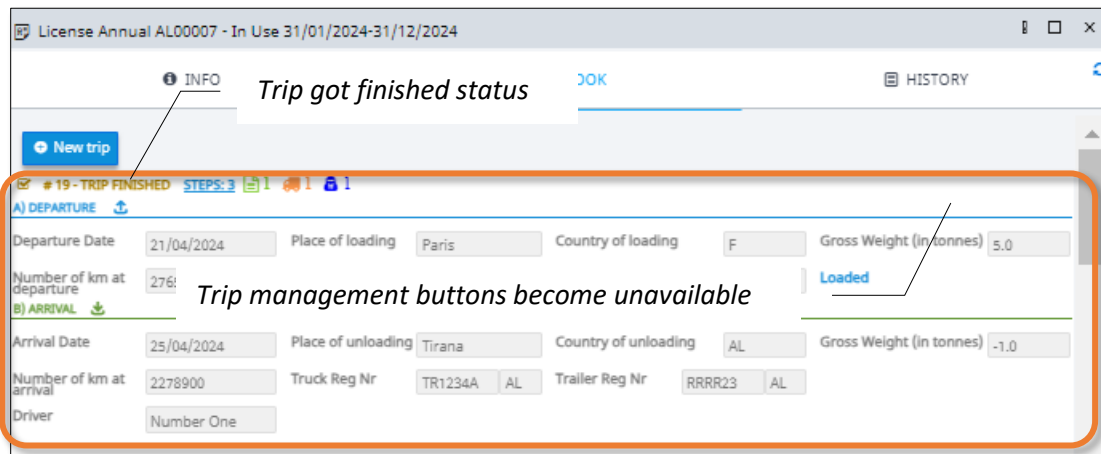 License Annual AL00007 - In Use 31/01/2024-31/12/2024
INFO
OOK
HISTORY
Trip got finished status
New trip
# 19 - TRIP FINISHED STEPS: 3 1 1 1
A) DEPARTURE
Departure Date 21/04/2024 Place of loading Paris Country of loading F Gross Weight (in tonnes) 5.0
Number of km at departure 276 Loaded
Trip management buttons become unavailable
B) ARRIVAL
Arrival Date 25/04/2024 Place of unloading Tirana Country of unloading AL Gross Weight (in tonnes) -1.0
Number of km at arrival 2278900 Truck Reg Nr TR1234A AL Trailer Reg Nr RRRR23 AL
Driver Number One